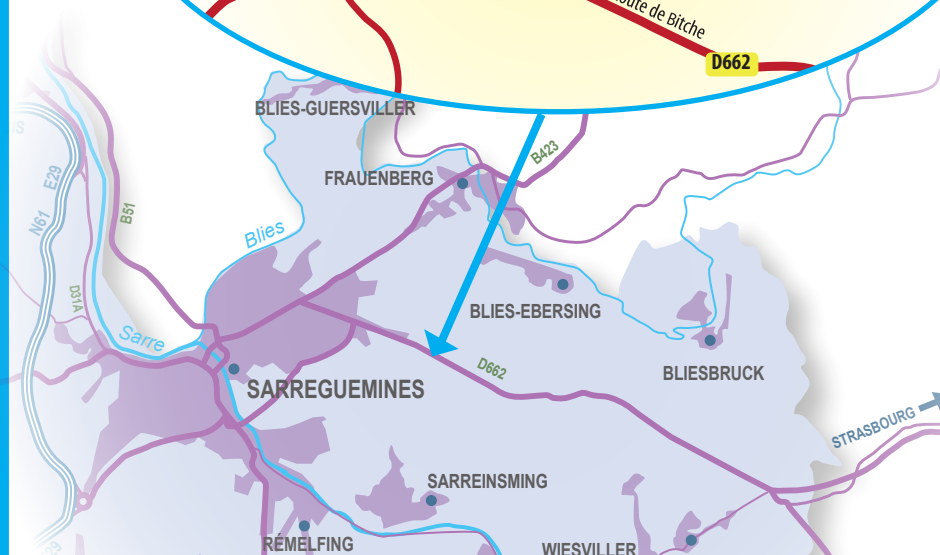 Route de Bitche
D662
BLIES-GUERSVILLER
B423
E29
FRAUENBERG
N61
B51
Blies
D31A
BLIES-EBERSING
Sarre
D662
BLIESBRUCK
SARREGUEMINES
STRASBOURG
SARREINSMING
RÉMELFING
WIESVILLER